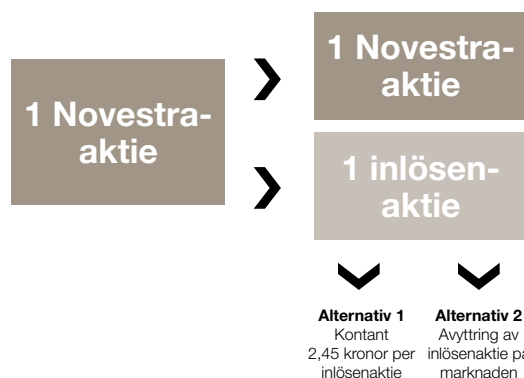 1 Novestra-
aktie
1 Novestra-
aktie
1 inlösen-
aktie
Alternativ 1
Kontant
2,45 kronor per
inlösenaktie
Alternativ 2
Avyttring av
inlösenaktie på
marknaden